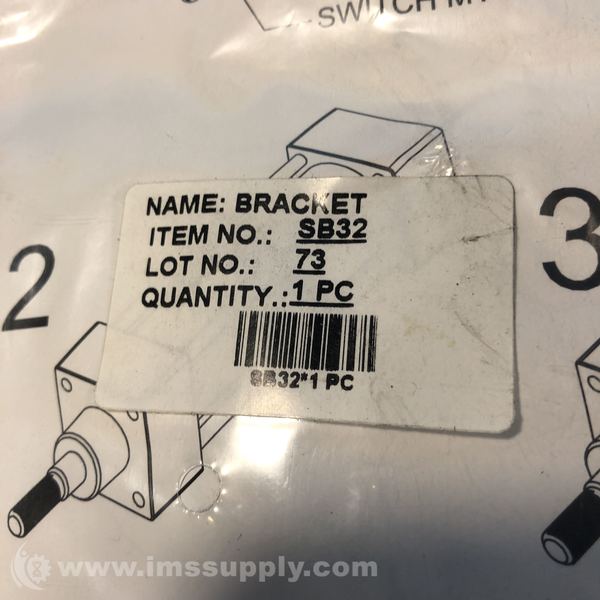 SWITCH
NAME: BRACKET
ITEM NO.: SB32
LOT NO.: 73
QUANTITY.: 1 PC
SB32*1 PC
2
3
www.imssupply.com